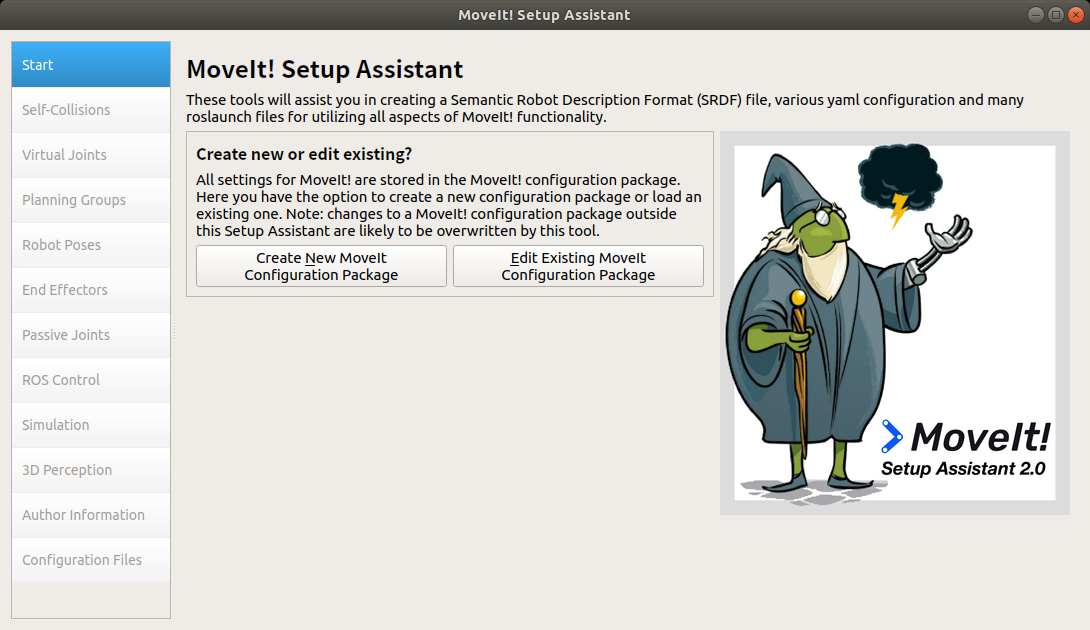 MoveIt! Setup Assistant
Start
Self-Collisions
Virtual Joints
Planning Groups
Robot Poses
End Effectors
Passive Joints
ROS Control
Simulation
3D Perception
Author Information
Configuration Files
MoveIt! Setup Assistant
These tools will assist you in creating a Semantic Robot Description Format (SRDF) file, various yaml configuration and many
roslaunch files for utilizing all aspects of MoveIt! functionality.
Create new or edit existing?
All settings for MoveIt! are stored in the MoveIt! configuration package.
Here you have the option to create a new configuration package or load an
existing one. Note: changes to a MoveIt! configuration package outside
this Setup Assistant are likely to be overwritten by this tool.
Create New MoveIt
Configuration Package
Edit Existing MoveIt
Configuration Package
MoveIt!
Setup Assistant 2.0